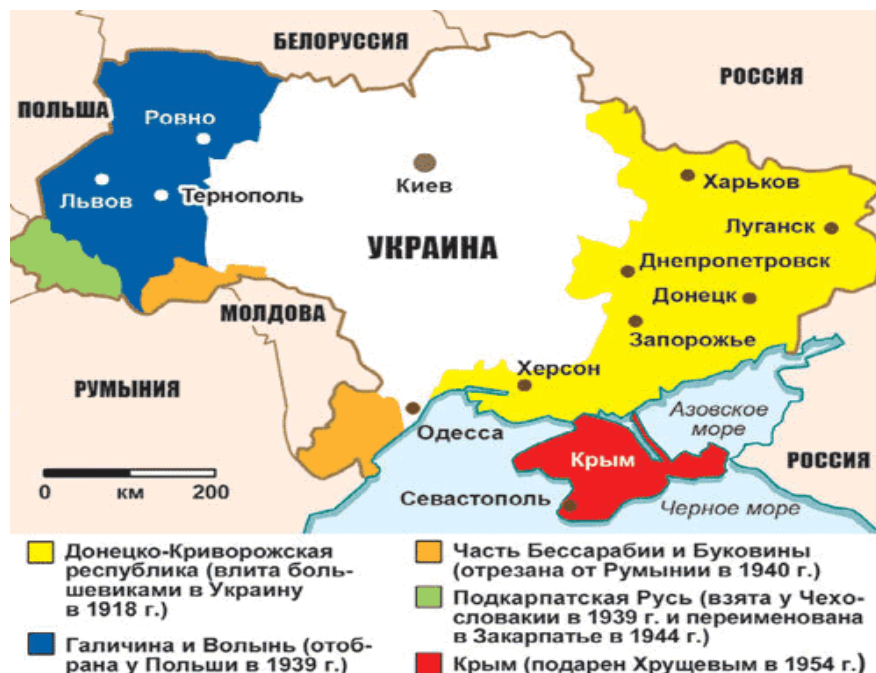 БЕЛОРУССИЯ
РОССИЯ
ПОЛЬША
Ровно
Киев
Харьков
Львов
Тернополь
Луганск
УКРАИНА
Днепропетровск
Донецк
МОЛДОВА
Запорожье
РУМЫНИЯ
Херсон
Азовское
море
Одесса
РОССИЯ
Крым
0 км 200
Севастополь
Черное море
Донецко-Криворожская
республика (влита боль-
шевиками в Украину
в 1918 г.)
Галичина и Волынь (отоб-
рана у Польши в 1939 г.)
Часть Бессарабии и Буковины
(отрезана от Румынии в 1940 г.)
Подкарпатская Русь (взята у Чехо-
словакии в 1939 г. и переименована
в Закарпатье в 1944 г.)
Крым (подарен Хрущевым в 1954 г.)